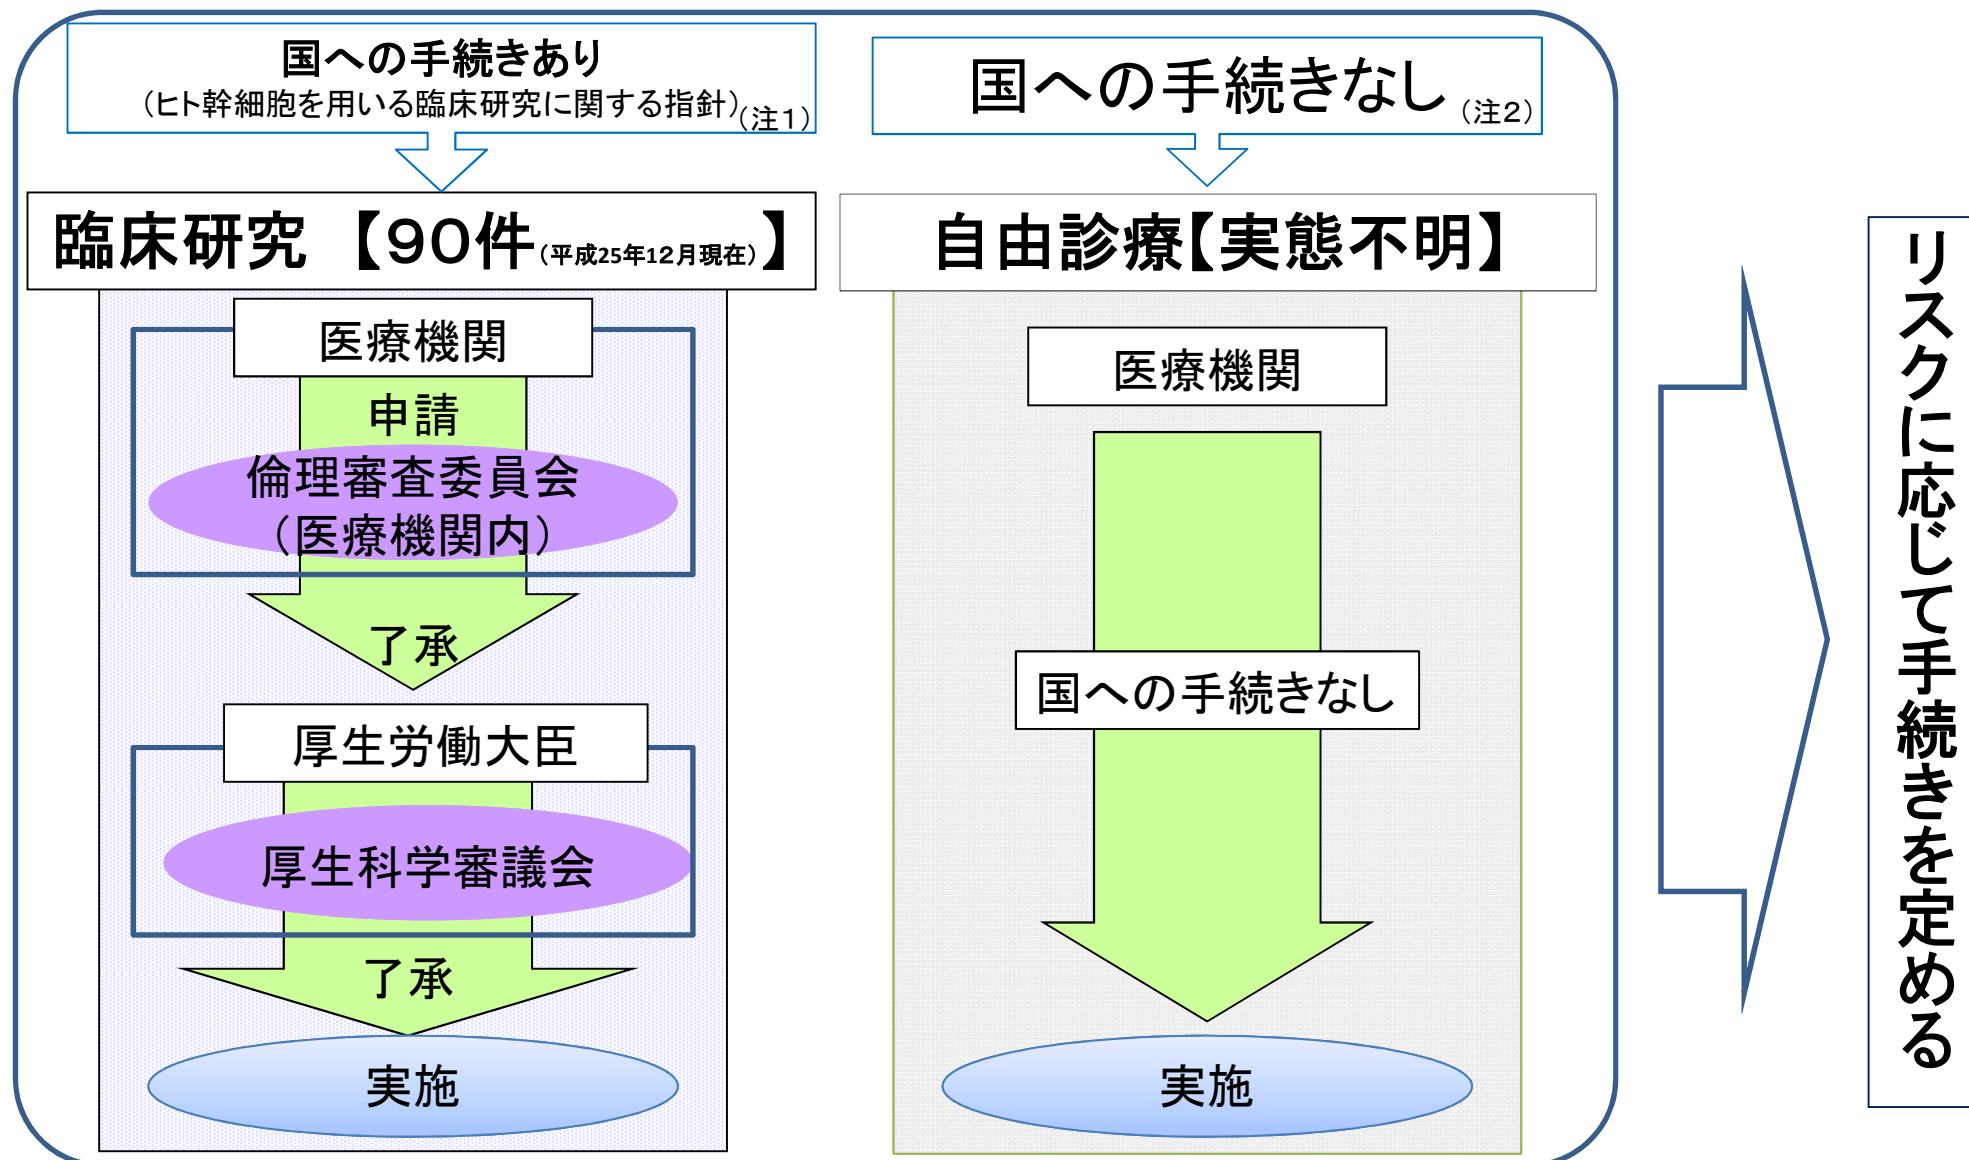 国への手続きあり
（ヒト幹細胞を用いる臨床研究に関する指針）（注１）
臨床研究 【９０件（平成25年12月現在）】
医療機関
申請
倫理審査委員会
（医療機関内）
了承
厚生労働大臣
厚生科学審議会
了承
実施
国への手続きなし（注２）
自由診療【実態不明】
医療機関
国への手続きなし
実施
リスクに応じて手続きを定める